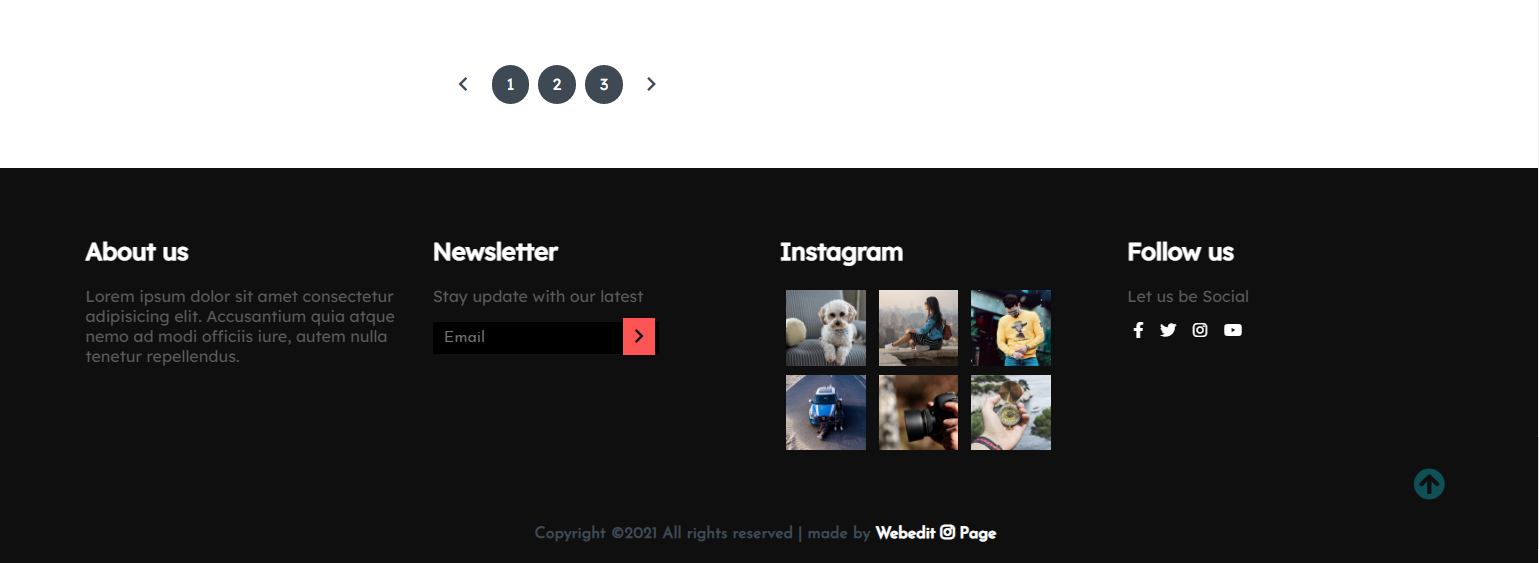 1 2 3
About us
Lorem ipsum dolor sit amet consectetur
adipisicing elit. Accusantium quia atque
nemo ad modi officiis iure, autem nulla
tenetur repellendus.
Newsletter
Stay update with our latest
Email
Instagram
Follow us
Let us be Social
Copyright ©2021 All rights reserved | made by Webedit Page